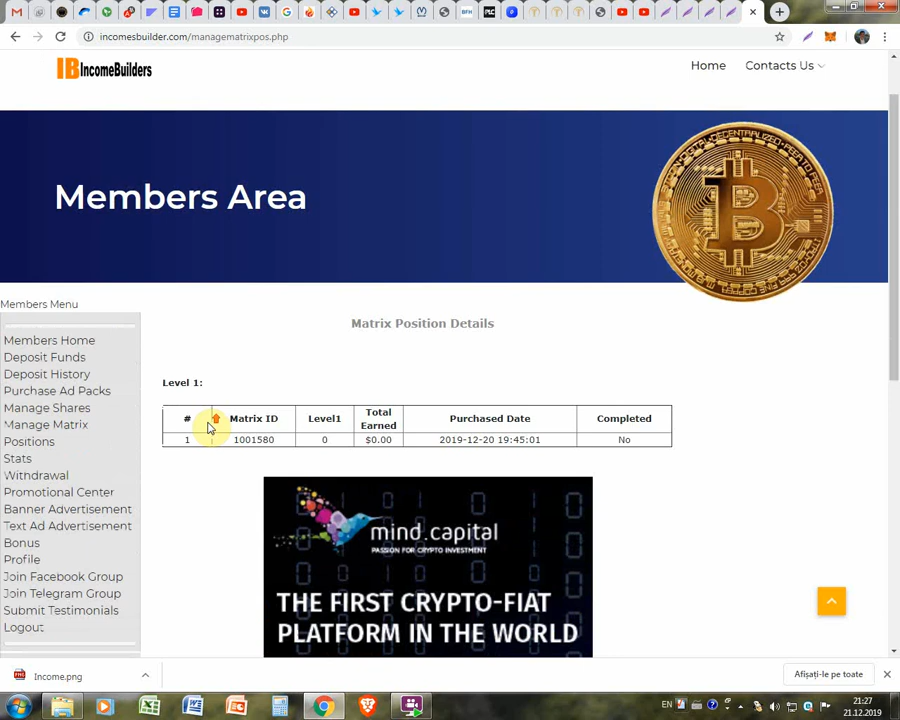 incomesbuilder.com/managematrixpos.php
IBIncomeBuilders
Home
Contacts Us
Members Area
Members Menu
Members Home
Deposit Funds
Deposit History
Purchase Ad Packs
Manage Shares
Manage Matrix
Positions
Stats
Withdrawal
Promotional Center
Banner Advertisement
Text Ad Advertisement
Bonus
Profile
Join Facebook Group
Join Telegram Group
Submit Testimonials
Logout
Matrix Position Details
Level 1:
# Matrix ID Level1 Total Earned Purchased Date Completed
1 1001580 0 $0.00 2019-12-20 19:45:01 No
mind.capital
PASSION FOR CRYPTO INVESTMENT
THE FIRST CRYPTO-FIAT
PLATFORM IN THE WORLD
Income.png
Afișați-le pe toate
EN
21:27
21.12.2019